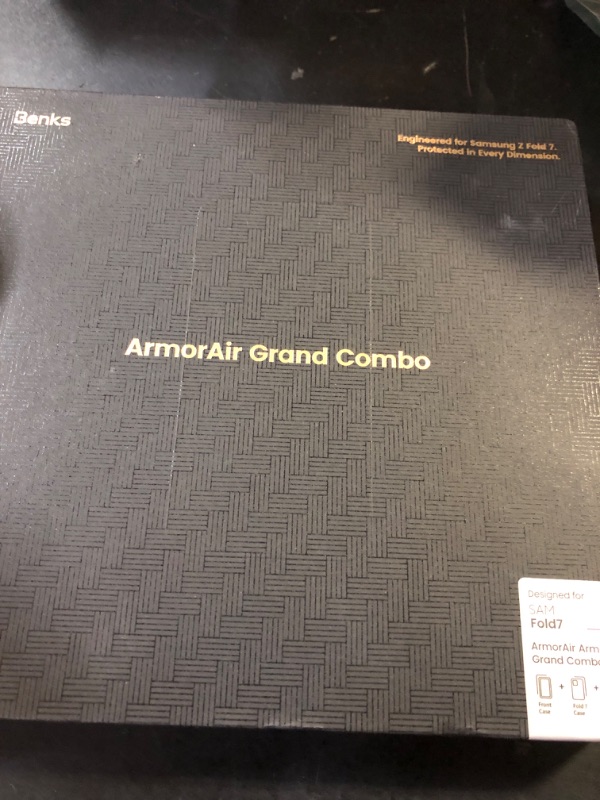 Benks
Engineered for Samsung Z Fold 7.
Protected in Every Dimension.
ArmorAir Grand Combo
Designed for
SAM
Fold7
ArmorAir Arm
Grand Combo
+ +
Front Fold 7
Case Case